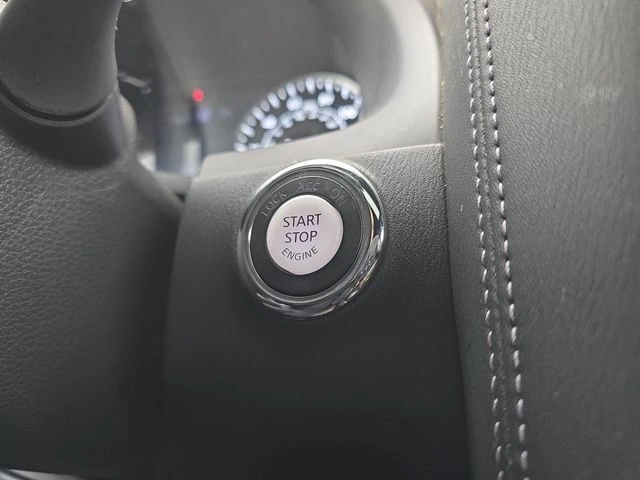 LOCK ACC ON
START
STOP
ENGINE